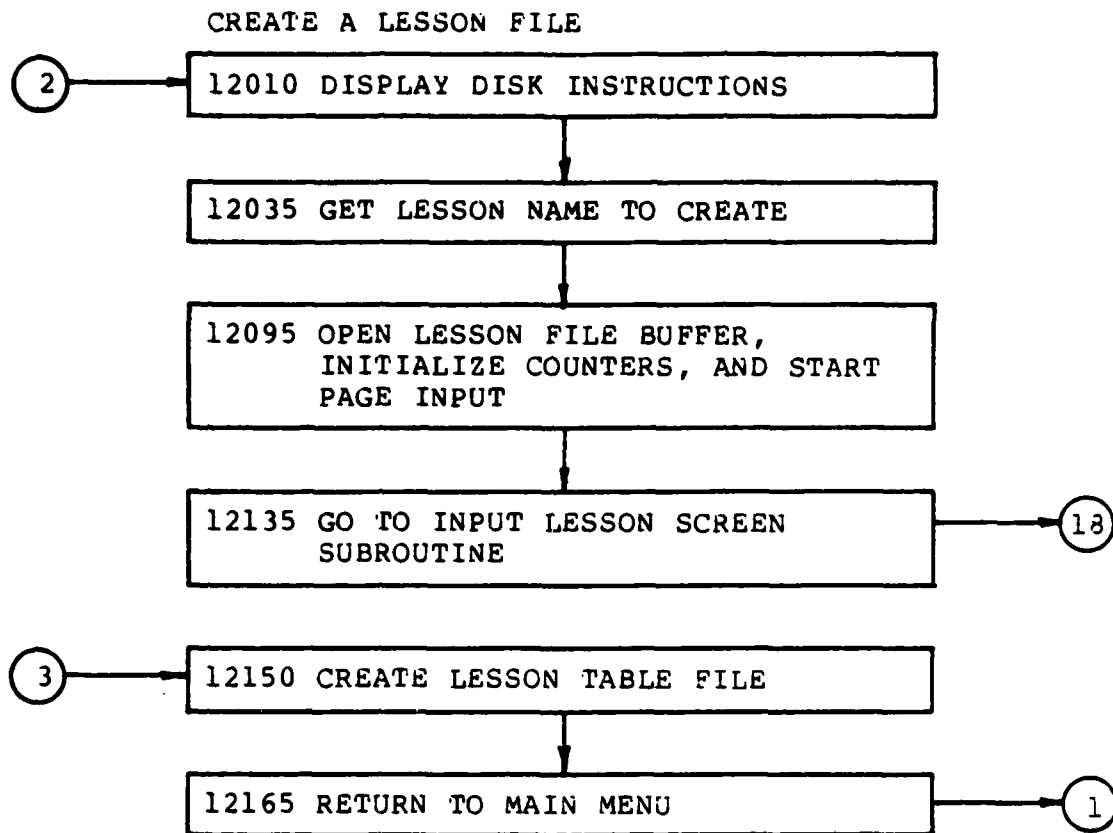 CREATE A LESSON FILE
2
12010 DISPLAY DISK INSTRUCTIONS
12035 GET LESSON NAME TO CREATE
12095 OPEN LESSON FILE BUFFER,
INITIALIZE COUNTERS, AND START
PAGE INPUT
12135 GO TO INPUT LESSON SCREEN
SUBROUTINE
18
3
12150 CREATE LESSON TABLE FILE
12165 RETURN TO MAIN MENU
1